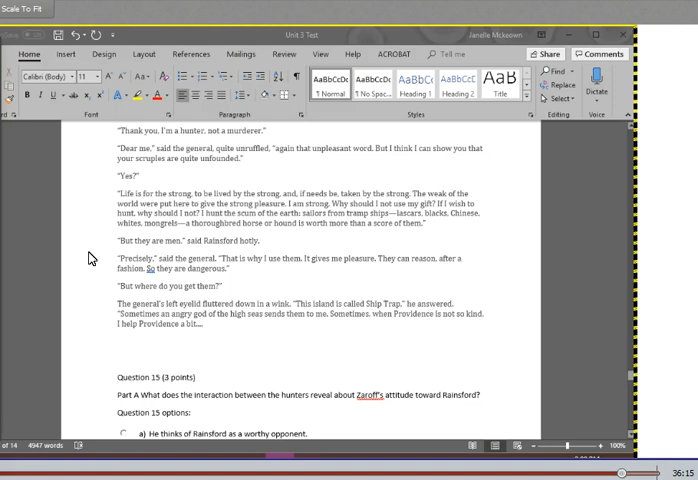 Scale To Fit
Unit 3 Test
Janelle Mckeown
Home Insert Draw Design Layout References Mailings Review View Help ACROBAT Tell me Share Comments
Calibri (Body) 11 A A Aa
AaBbCcDc AaBbCcDc AaBbCc AaBbCcD AaB
Normal No Spac... Heading 1 Heading 2 Title
Find
Replace
Select
Dictate
B I U ab
Font Paragraph Styles Editing Voice
"Thank you, I'm a hunter, not a murderer."
"Dear me," said the general, quite unruffled, "again that unpleasant word. But I think I can show you that
your scruples are quite unfounded."
"Yes?"
"Life is for the strong, to be lived by the strong, and, if needs be, taken by the strong. The weak of the
world were put here to give the strong pleasure. I am strong. Why should I not use my gift? If I wish to
hunt, why should I not? I hunt the scum of the earth: sailors from tramp ships—lascars, blacks, Chinese,
whites, mongrels—a thoroughbred horse or hound is worth more than a score of them."
"But they are men," said Rainsford hotly.
"Precisely," said the general. "That is why I use them. It gives me pleasure. They can reason, after a
fashion. So they are dangerous."
"But where do you get them?"
The general's left eyelid fluttered down in a wink. "This island is called Ship Trap," he answered.
"Sometimes an angry god of the high seas sends them to me. Sometimes, when Providence is not so kind,
I help Providence a bit....
Question 15 (3 points)
Part A What does the interaction between the hunters reveal about Zaroff's attitude toward Rainsford?
Question 15 options:
a) He thinks of Rainsford as a worthy opponent.
of 14 4947 words 100%
36:15